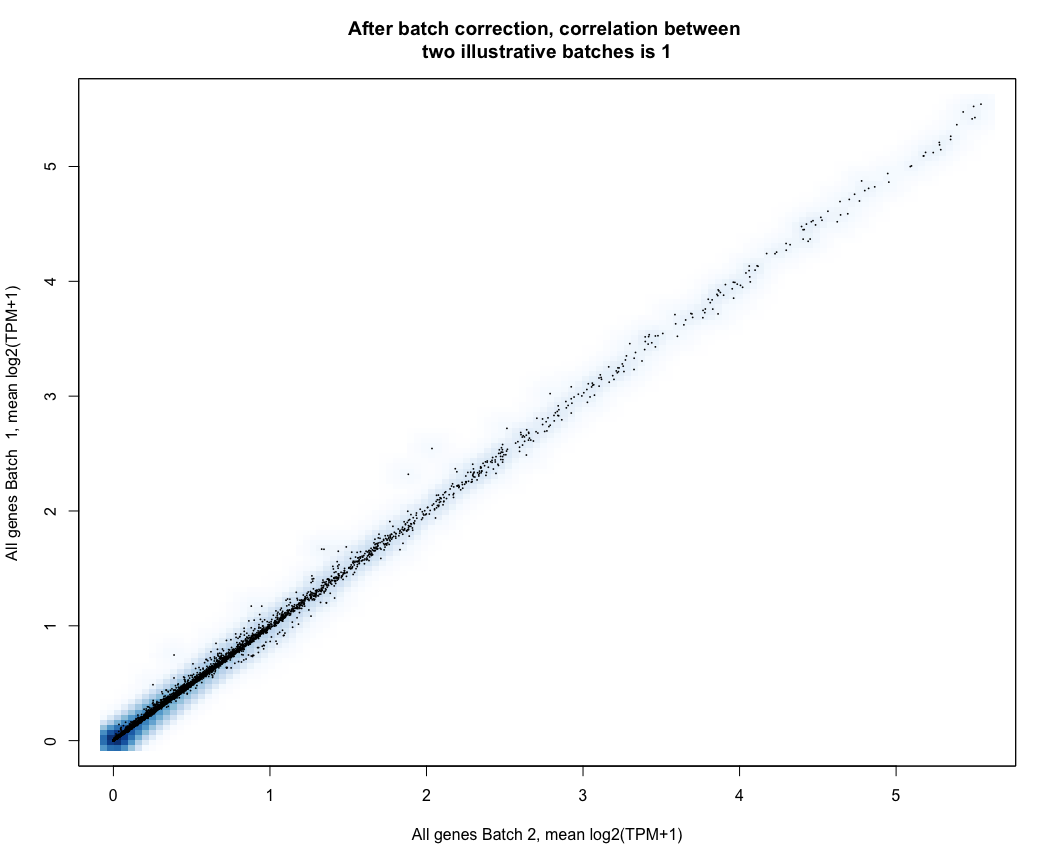 After batch correction, correlation between
two illustrative batches is 1
5
4
3
2
1
0
All genes Batch  1, mean log2(TPM+1)
0 1 2 3 4 5
All genes Batch 2, mean log2(TPM+1)